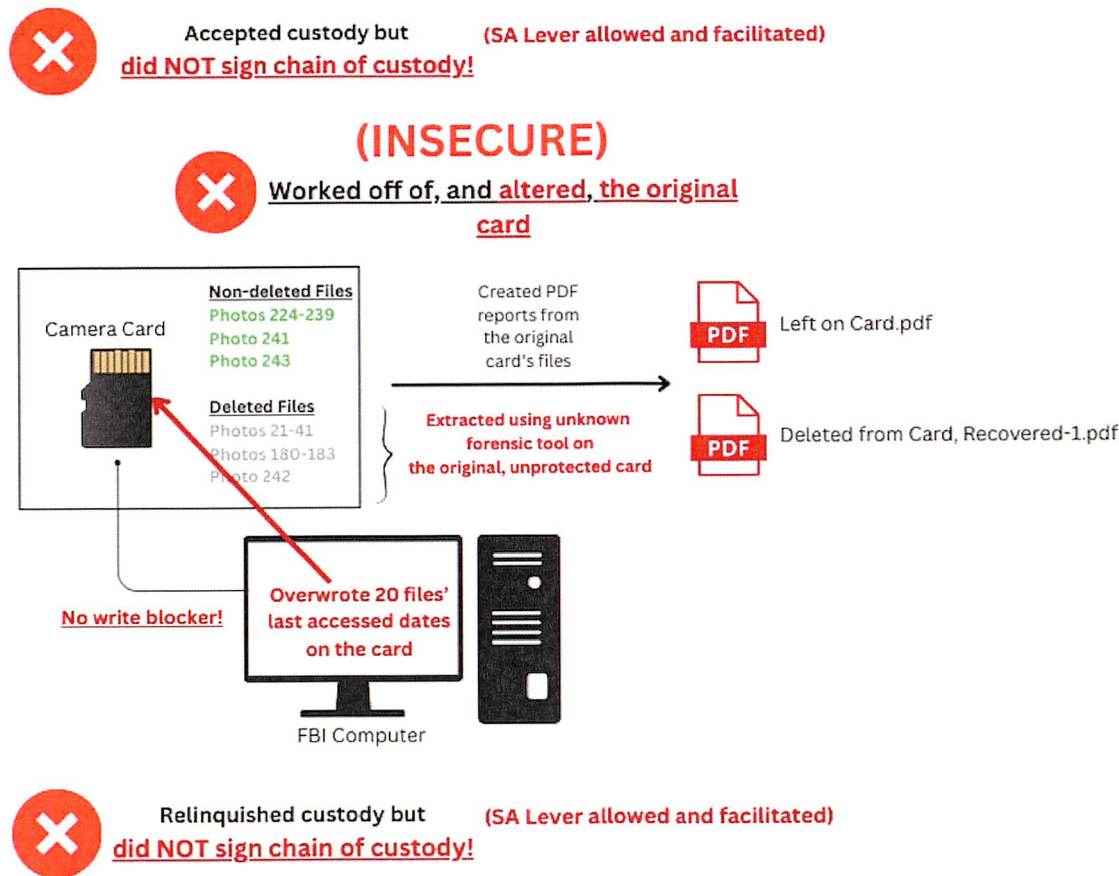 Accepted custody but
(SA Lever allowed and facilitated)
did NOT sign chain of custody!
(INSECURE)
Worked off of, and altered, the original
card
Camera Card
Non-deleted Files
Photos 224-239
Photo 241
Photo 243
Deleted Files
Photos 21-41
Photos 180-183
Photo 242
Created PDF
reports from
the original
card's files
Extracted using unknown
forensic tool on
the original, unprotected card
PDF
Left on Card.pdf
PDF
Deleted from Card, Recovered-1.pdf
No write blocker!
Overwrote 20 files'
last accessed dates
on the card
FBI Computer
Relinquished custody but
(SA Lever allowed and facilitated)
did NOT sign chain of custody!